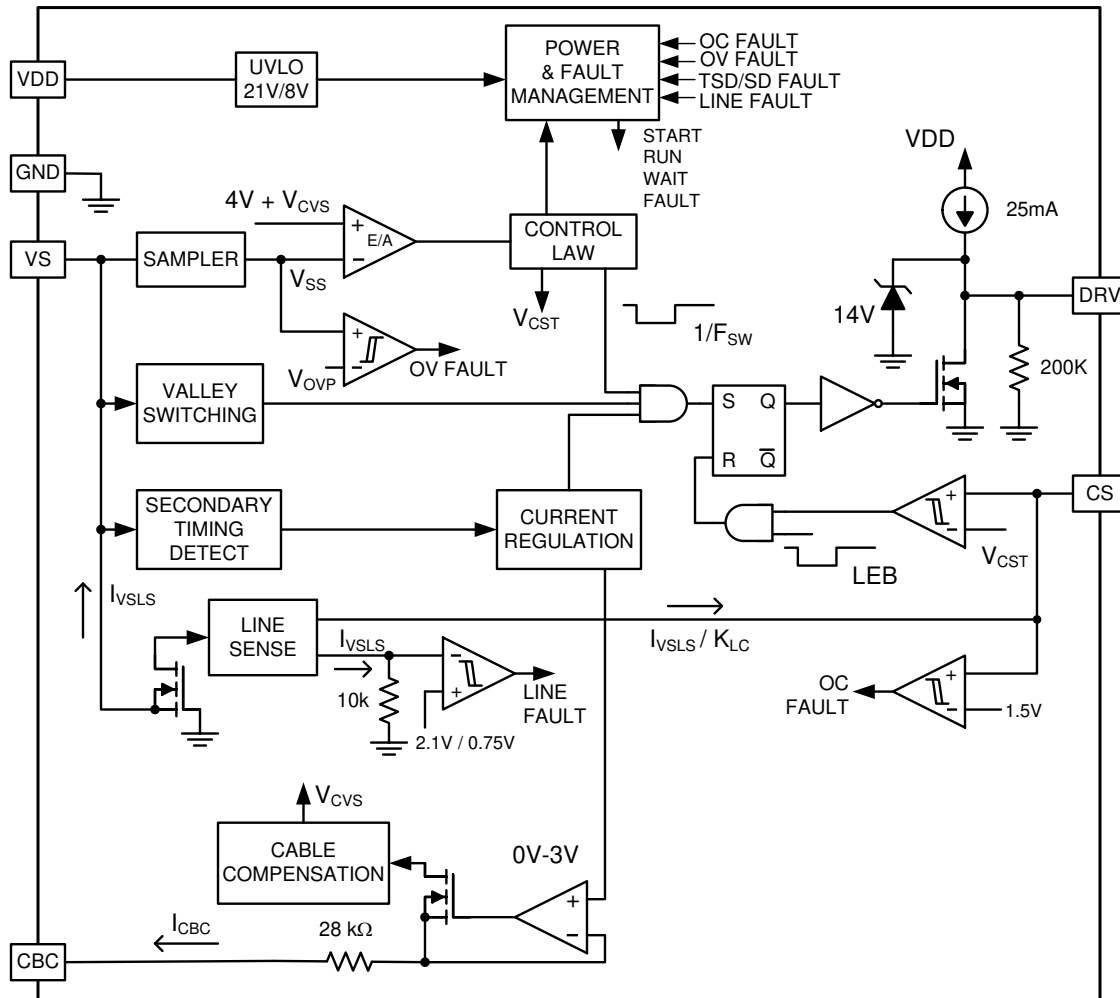 POWER
& FAULT
MANAGEMENT
OC FAULT
OV FAULT
TSD/SD FAULT
LINE FAULT
VDD
UVLO
21V/8V
START
RUN
WAIT
FAULT
VDD
GND
4V + VCVS
25mA
VS
SAMPLER
+
E/A
−
CONTROL
LAW
VSS
VCST
DRV
14V
1/FSW
+
−
OV FAULT
VOVP
200K
VALLEY
SWITCHING
S Q
R Q̅
SECONDARY
TIMING
DETECT
CURRENT
REGULATION
+
−
CS
VCST
LEB
IVSLS
LINE
SENSE
IVSLS
IVSLS / KLC
−
+
10k
LINE
FAULT
2.1V / 0.75V
OC
FAULT
+
−
1.5V
VCVS
CABLE
COMPENSATION
0V-3V
+
−
ICBC
28 kΩ
CBC